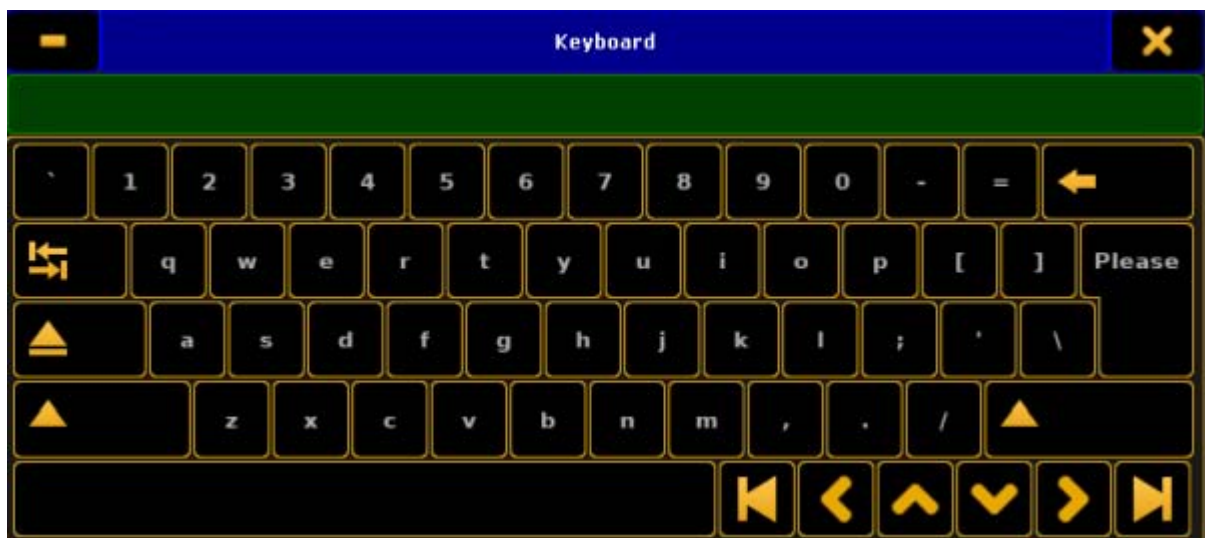 Keyboard
` 1 2 3 4 5 6 7 8 9 0 - =
q w e r t y u i o p [ ] Please
a s d f g h j k l ; ' \
z x c v b n m , . /